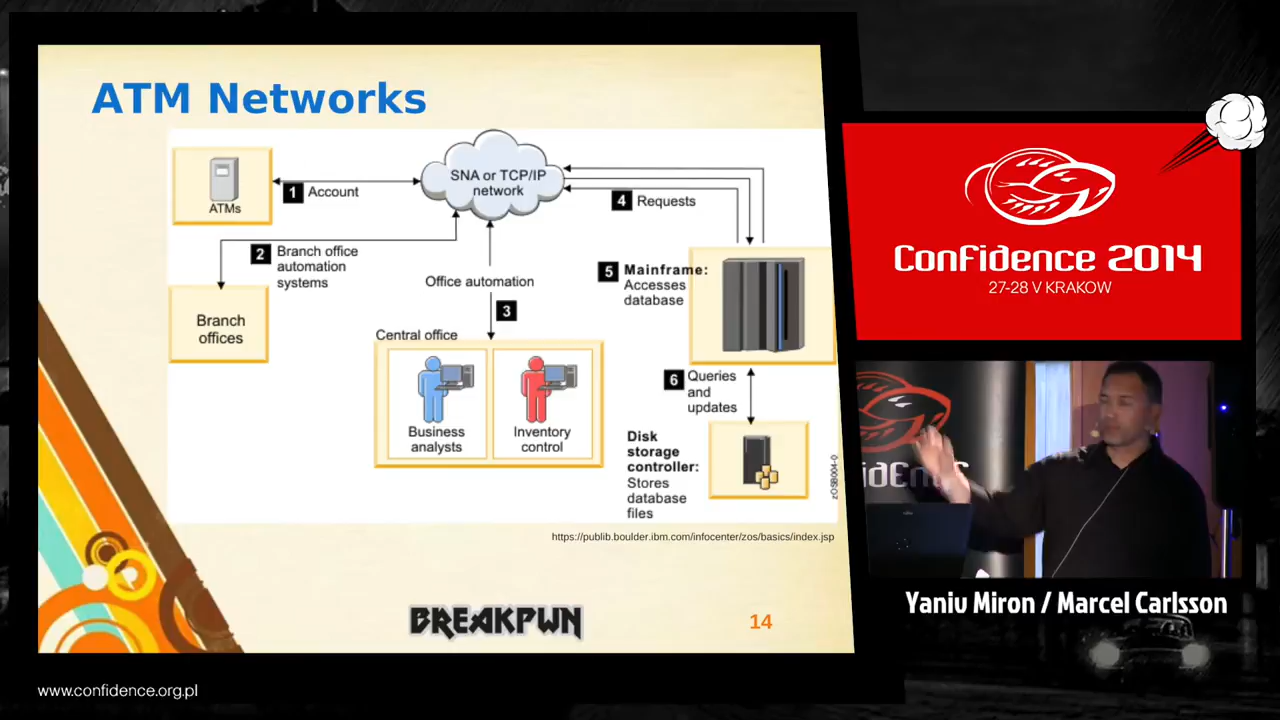 ATM Networks
ATMs
1 Account
SNA or TCP/IP
network
4 Requests
2 Branch office
automation
systems
Office automation
3
5 Mainframe:
Accesses
database
Branch
offices
Central office
Business
analysts
Inventory
control
6 Queries
and
updates
Disk
storage
controller:
Stores
database
files
zOSB004-0
https://publib.boulder.ibm.com/infocenter/zos/basics/index.jsp
BREAKPWN
14
ConFidence 2014
27-28 V KRAKOW
Yaniv Miron / Marcel Carlsson
www.confidence.org.pl